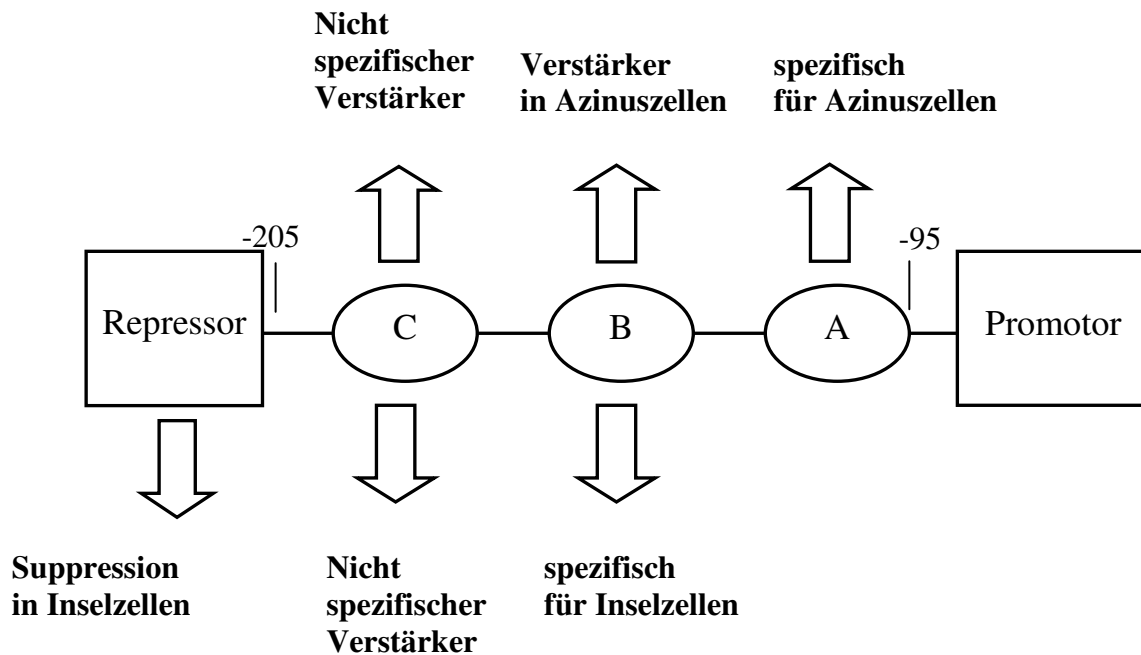 Nicht
spezifischer
Verstärker
Verstärker
in Azinuszellen
spezifisch
für Azinuszellen
-205
-95
Repressor
C
B
A
Promotor
Suppression
in Inselzellen
Nicht
spezifischer
Verstärker
spezifisch
für Inselzellen